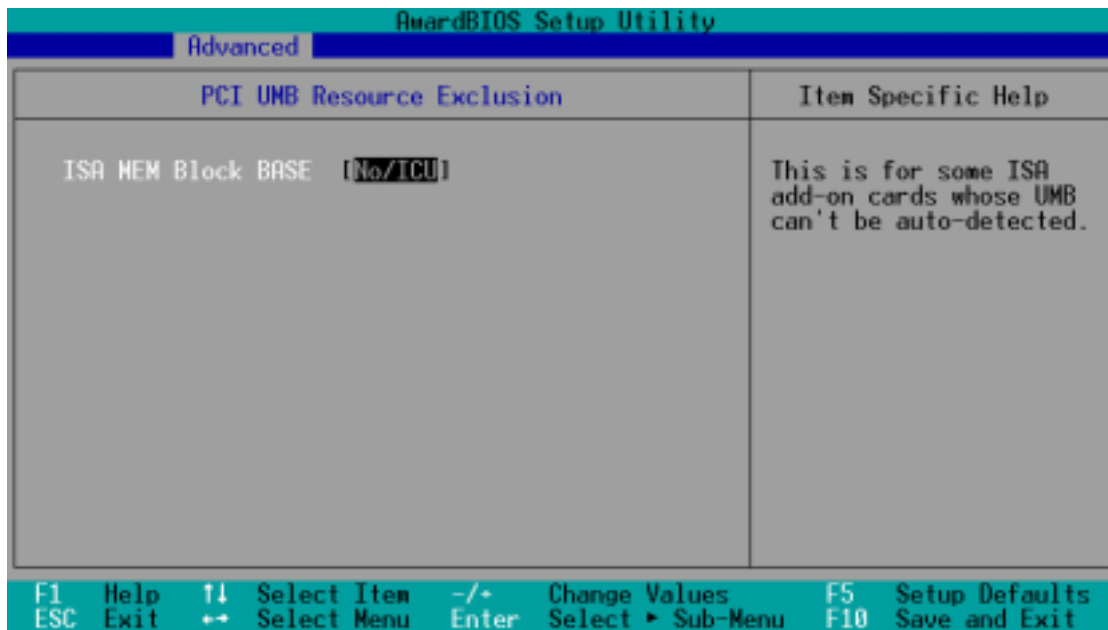 AwardBIOS Setup Utility
Advanced
PCI UMB Resource Exclusion
Item Specific Help
ISA MEM Block BASE [No/ICU]
This is for some ISA
add-on cards whose UMB
can't be auto-detected.
F1 Help ↑↓ Select Item -/+ Change Values F5 Setup Defaults
ESC Exit ←→ Select Menu Enter Select ► Sub-Menu F10 Save and Exit